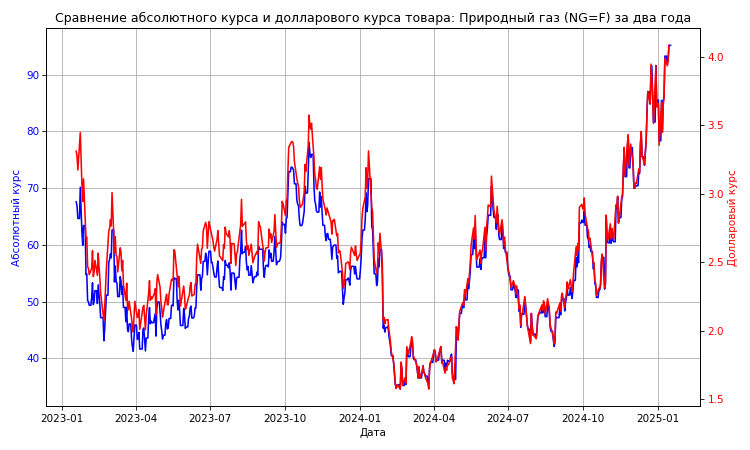 Сравнение абсолютного курса и долларового курса товара: Природный газ (NG=F) за два года
Абсолютный курс
90
80
70
60
50
40
4.0
3.5
3.0
2.5
2.0
1.5
Долларовый курс
2023-01 2023-04 2023-07 2023-10 2024-01 2024-04 2024-07 2024-10 2025-01
Дата